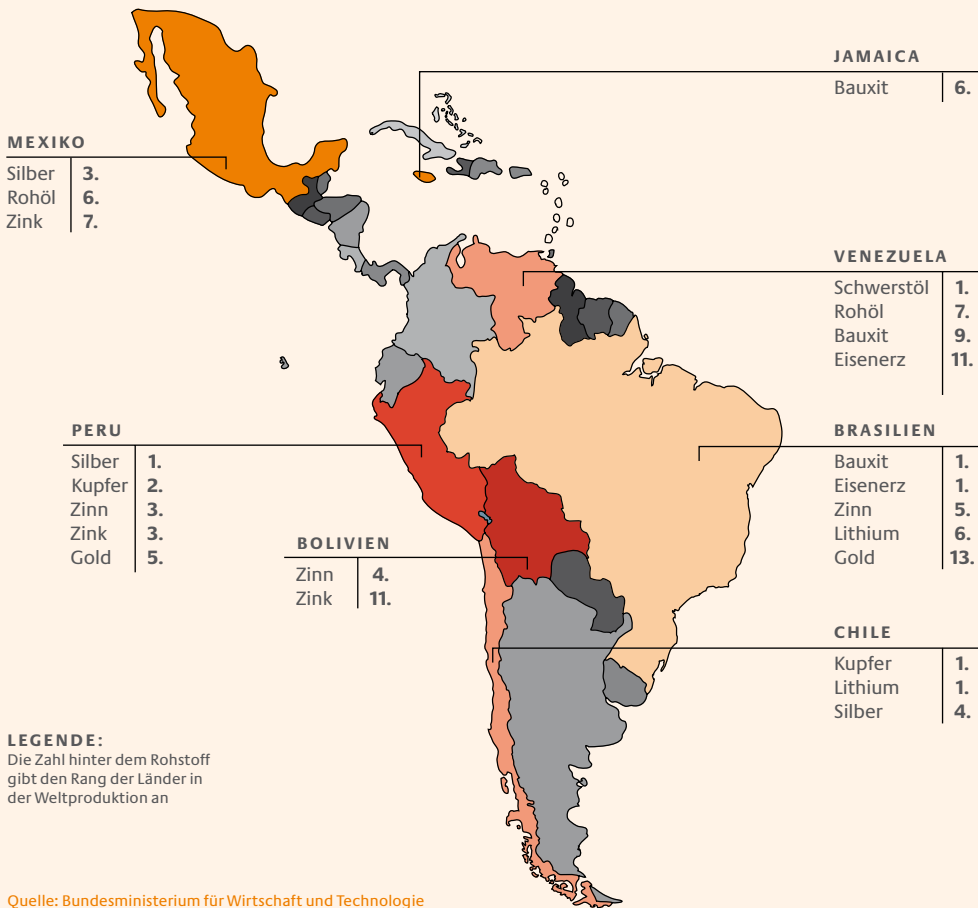 JAMAICA
Bauxit 6.
MEXIKO
Silber 3.
Rohöl 6.
Zink 7.
VENEZUELA
Schwerstöl 1.
Rohöl 7.
Bauxit 9.
Eisenerz 11.
PERU
Silber 1.
Kupfer 2.
Zinn 3.
Zink 3.
Gold 5.
BRASILIEN
Bauxit 1.
Eisenerz 1.
Zinn 5.
Lithium 6.
Gold 13.
BOLIVIEN
Zinn 4.
Zink 11.
CHILE
Kupfer 1.
Lithium 1.
Silber 4.
LEGENDE:
Die Zahl hinter dem Rohstoff
gibt den Rang der Länder in
der Weltproduktion an
Quelle: Bundesministerium für Wirtschaft und Technologie